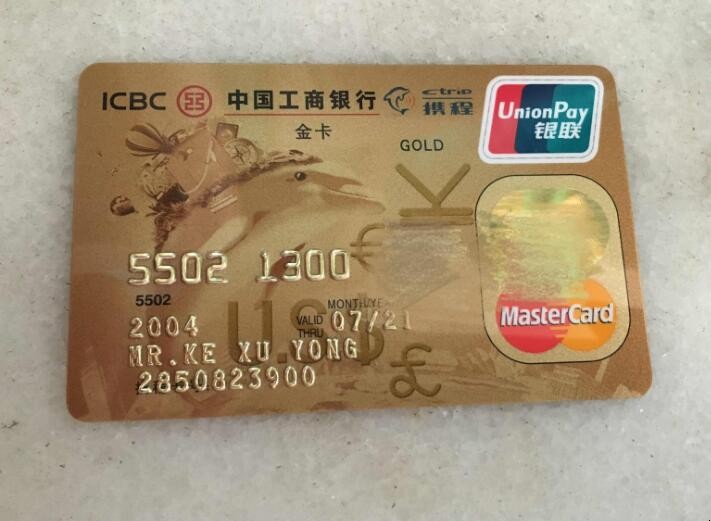 ICBC 中国工商银行 Ctrip 携程 UnionPay 银联
金卡
GOLD
5502 1300
5502
MONTH/YE
2004 VALID THRU 07/21
MasterCard
MR.KE XU YONG
2850823900